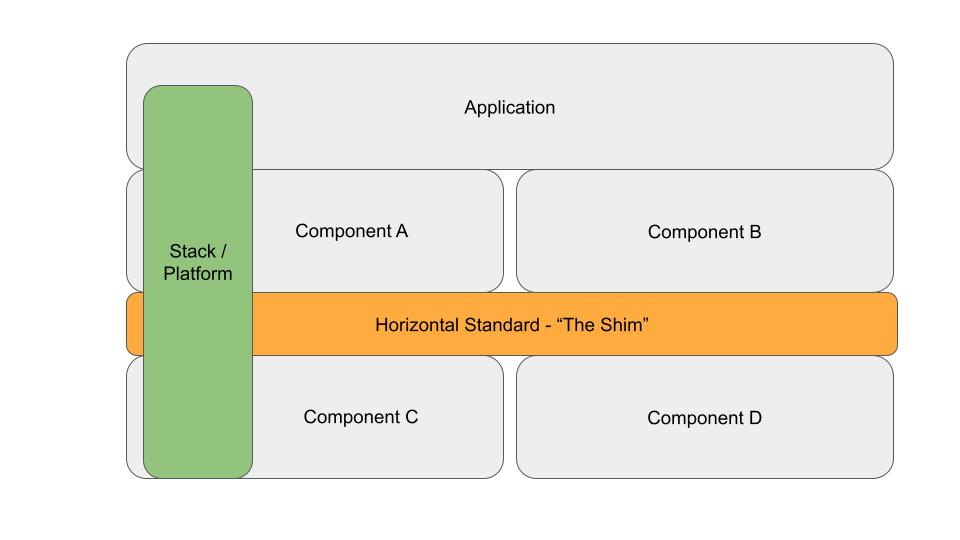 Application
Component A
Component B
Stack /
Platform
Horizontal Standard - “The Shim”
Component C
Component D